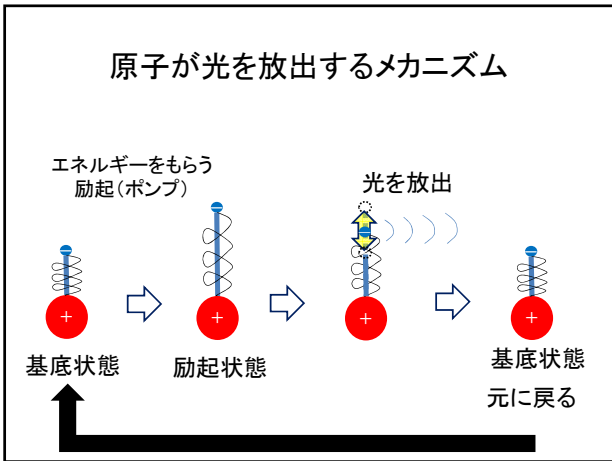 原子が光を放出するメカニズム
エネルギーをもらう
励起(ポンプ)
光を放出
−
−
−
−
+
+
+
+
基底状態
励起状態
基底状態
元に戻る